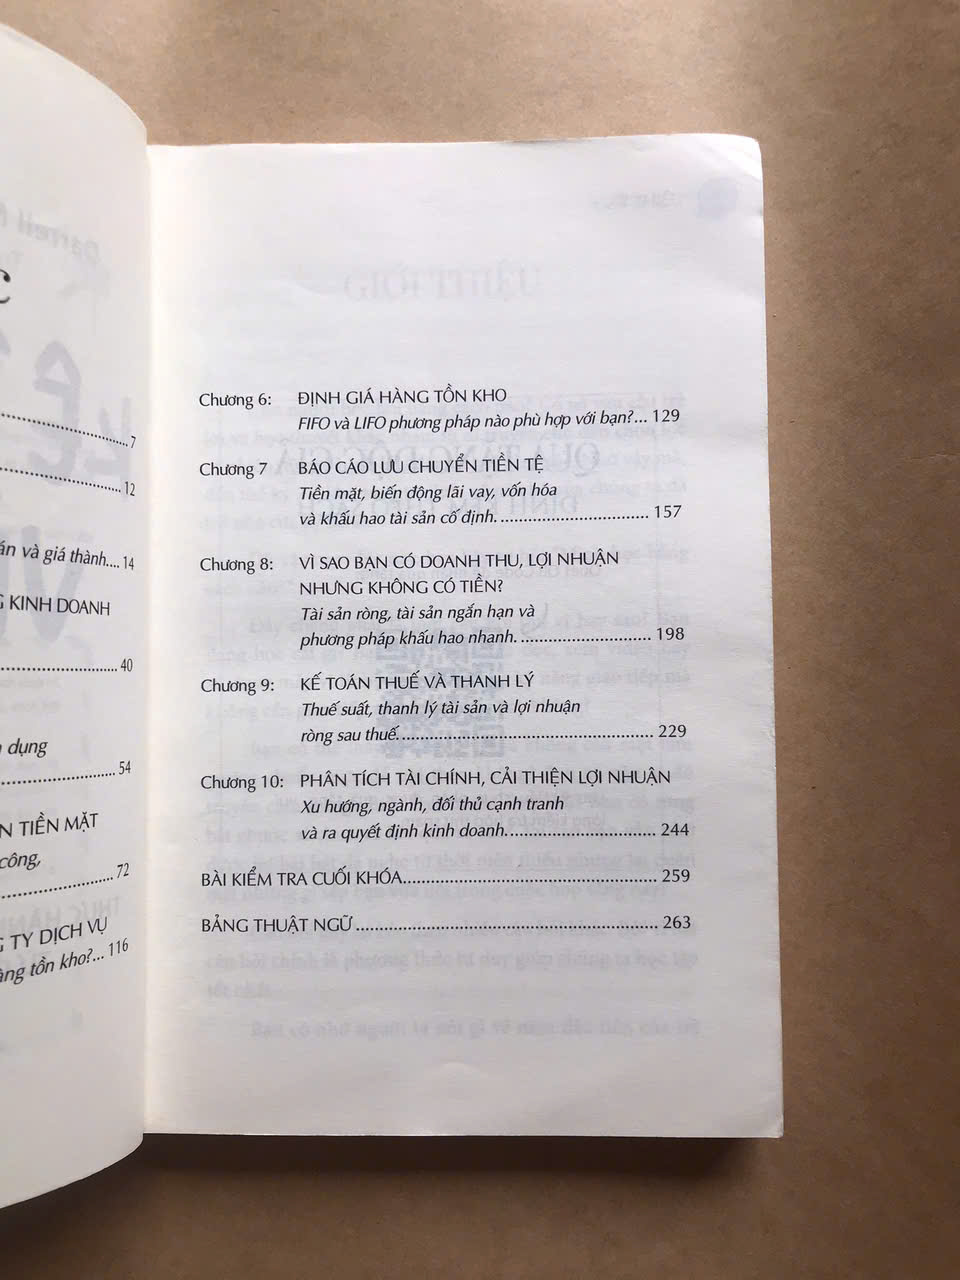 7
12
án và giá thành....14
G KINH DOANH
40
dụng
54
N TIỀN MẶT
công,
72
G TY DỊCH VỤ
àng tồn kho?...116
Chương 6: ĐỊNH GIÁ HÀNG TỒN KHO
FIFO và LIFO phương pháp nào phù hợp với bạn?... 129
Chương 7 BÁO CÁO LƯU CHUYỂN TIỀN TỆ
Tiền mặt, biến động lãi vay, vốn hóa
và khấu hao tài sản cố định. 157
Chương 8: VÌ SAO BẠN CÓ DOANH THU, LỢI NHUẬN
NHƯNG KHÔNG CÓ TIỀN?
Tài sản ròng, tài sản ngắn hạn và
phương pháp khấu hao nhanh. 198
Chương 9: KẾ TOÁN THUẾ VÀ THANH LÝ
Thuế suất, thanh lý tài sản và lợi nhuận
ròng sau thuế. 229
Chương 10: PHÂN TÍCH TÀI CHÍNH, CẢI THIỆN LỢI NHUẬN
Xu hướng, ngành, đối thủ cạnh tranh
và ra quyết định kinh doanh. 244
BÀI KIỂM TRA CUỐI KHÓA 259
BẢNG THUẬT NGỮ 263